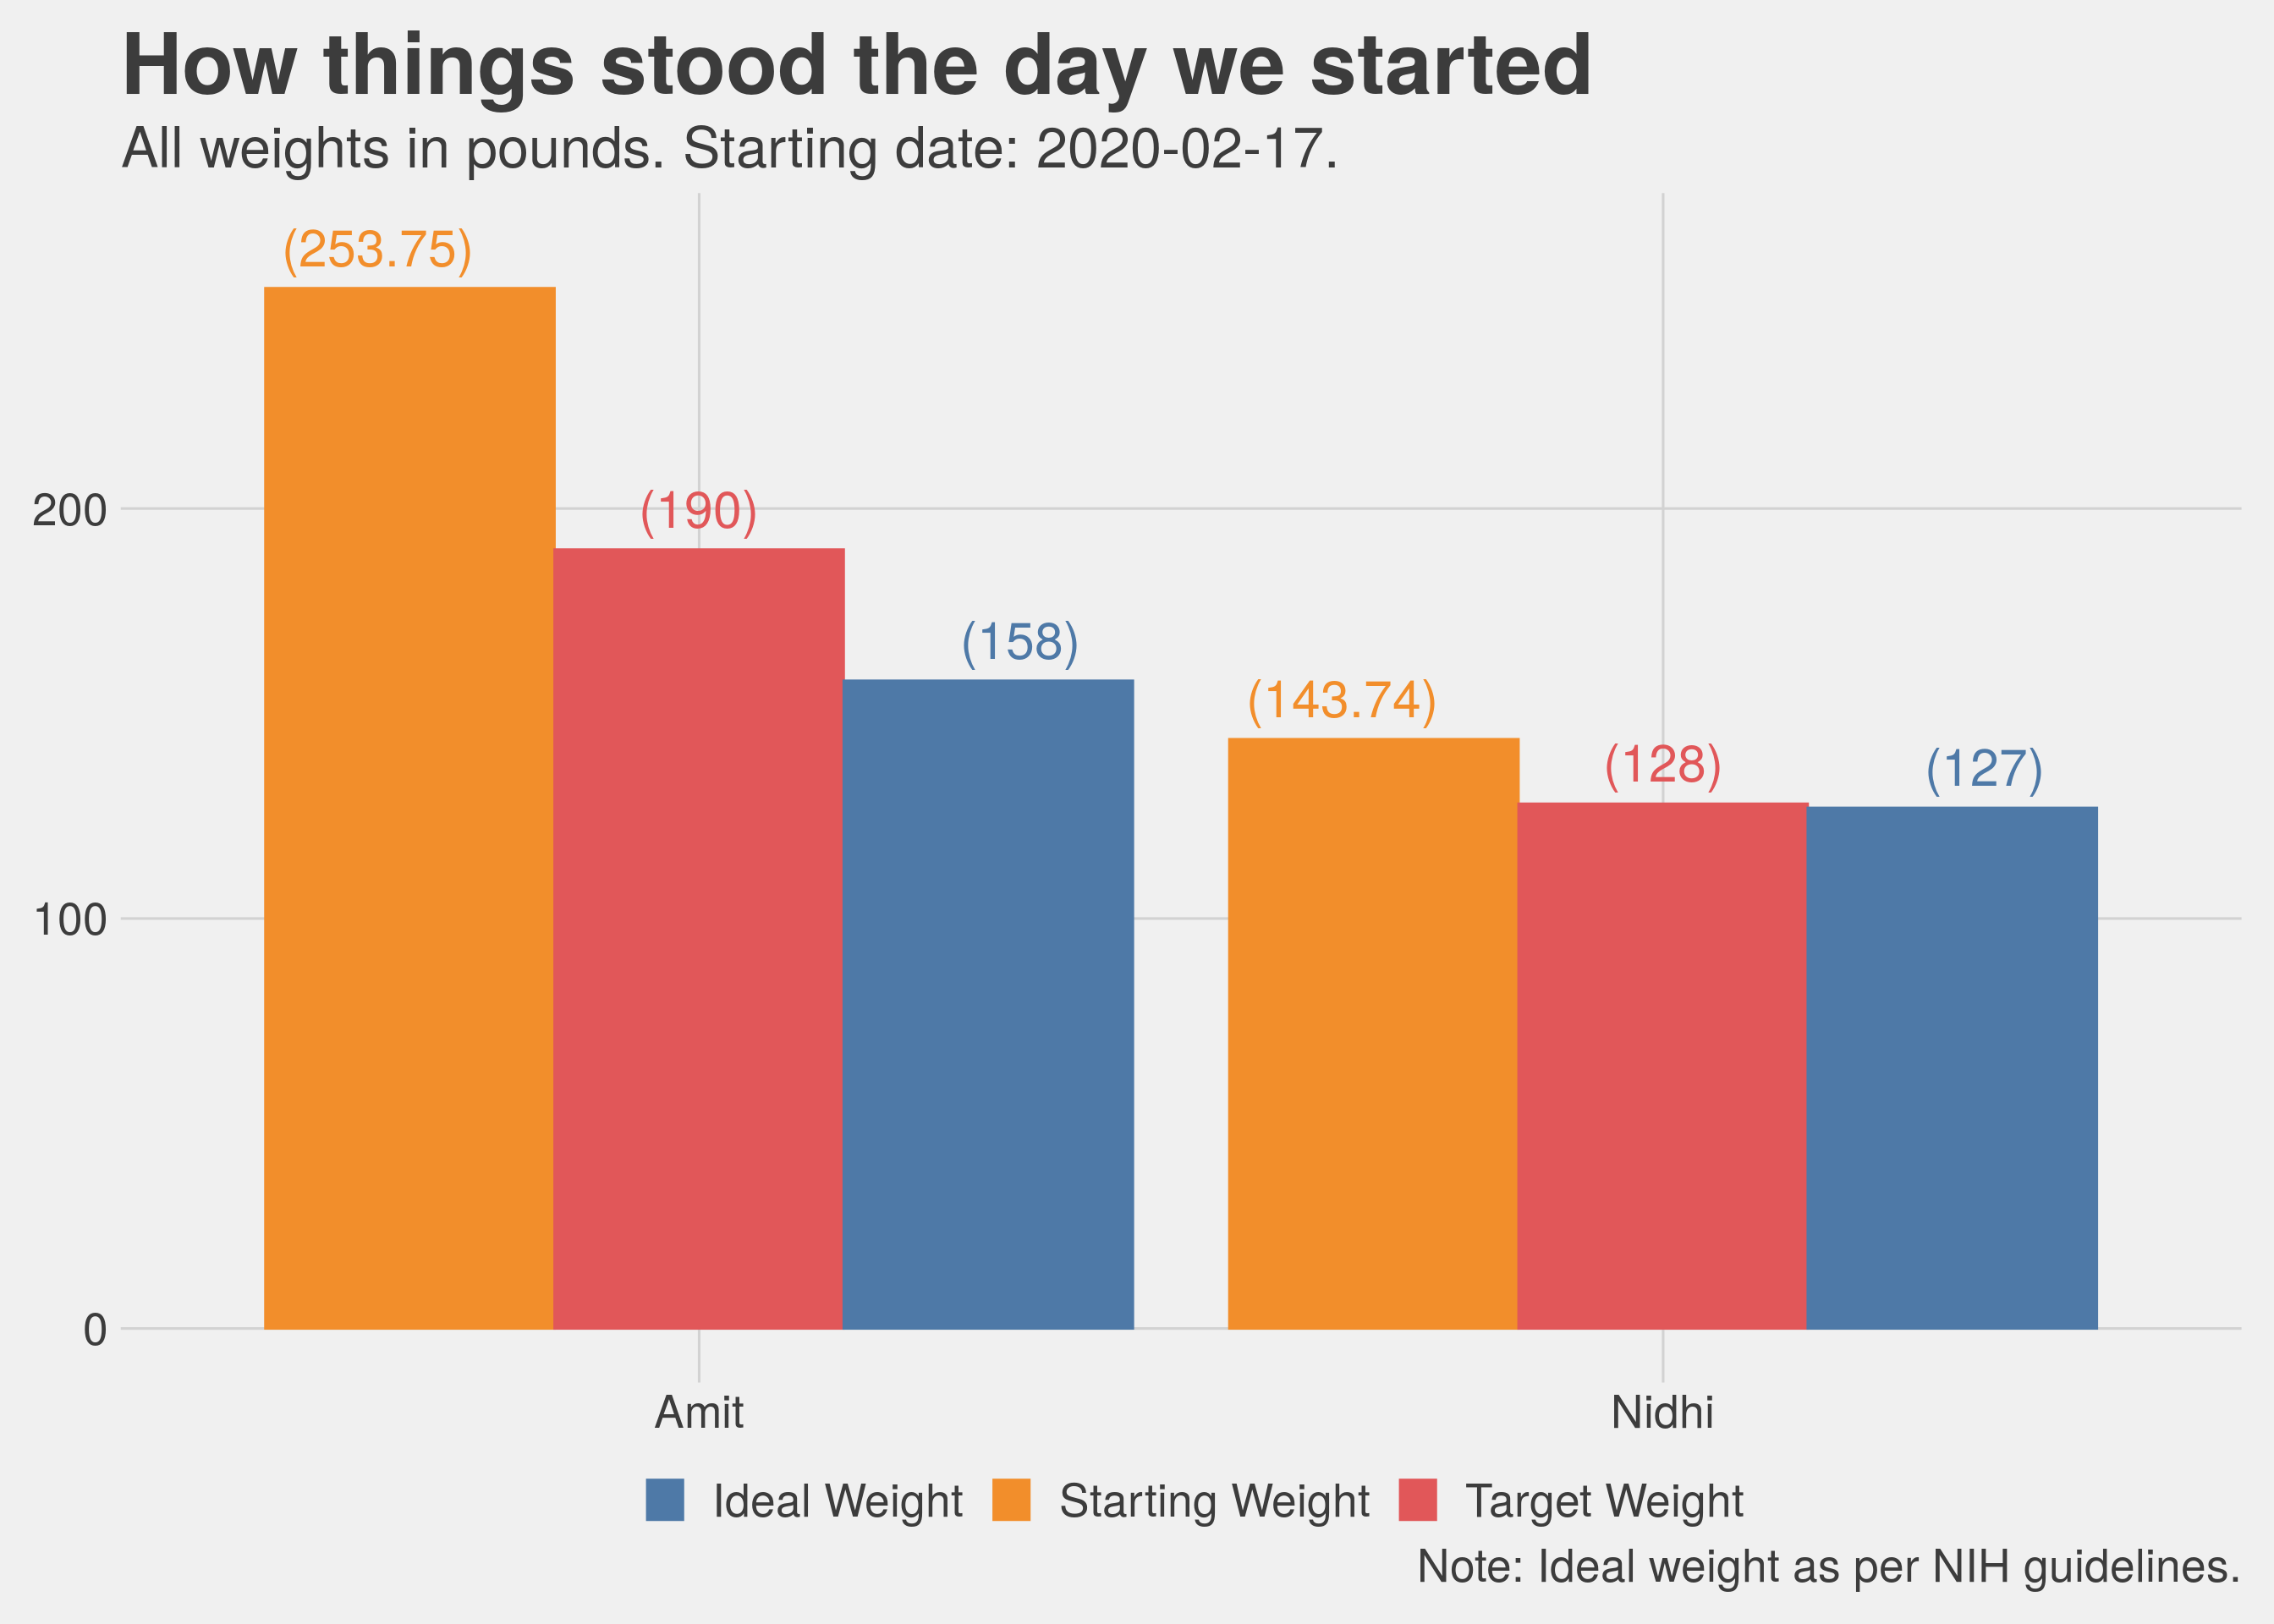 How things stood the day we started
All weights in pounds. Starting date: 2020-02-17.
(253.75)
200
(190)
(158)
(143.74)
(128)
(127)
100
0
Amit
Nidhi
Ideal Weight
Starting Weight
Target Weight
Note: Ideal weight as per NIH guidelines.